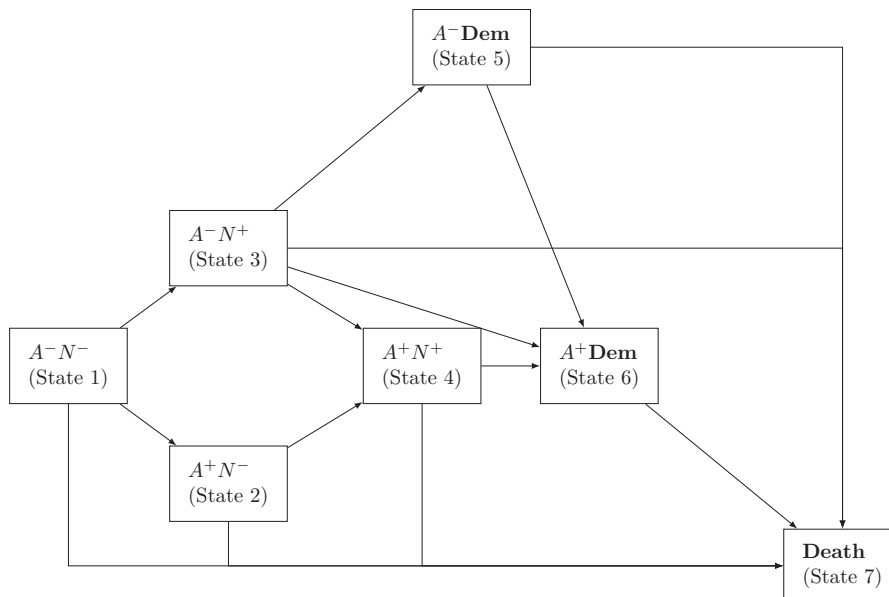 A⁻Dem
(State 5)
A⁻N⁺
(State 3)
A⁻N⁻
(State 1)
A⁺N⁺
(State 4)
A⁺Dem
(State 6)
A⁺N⁻
(State 2)
Death
(State 7)